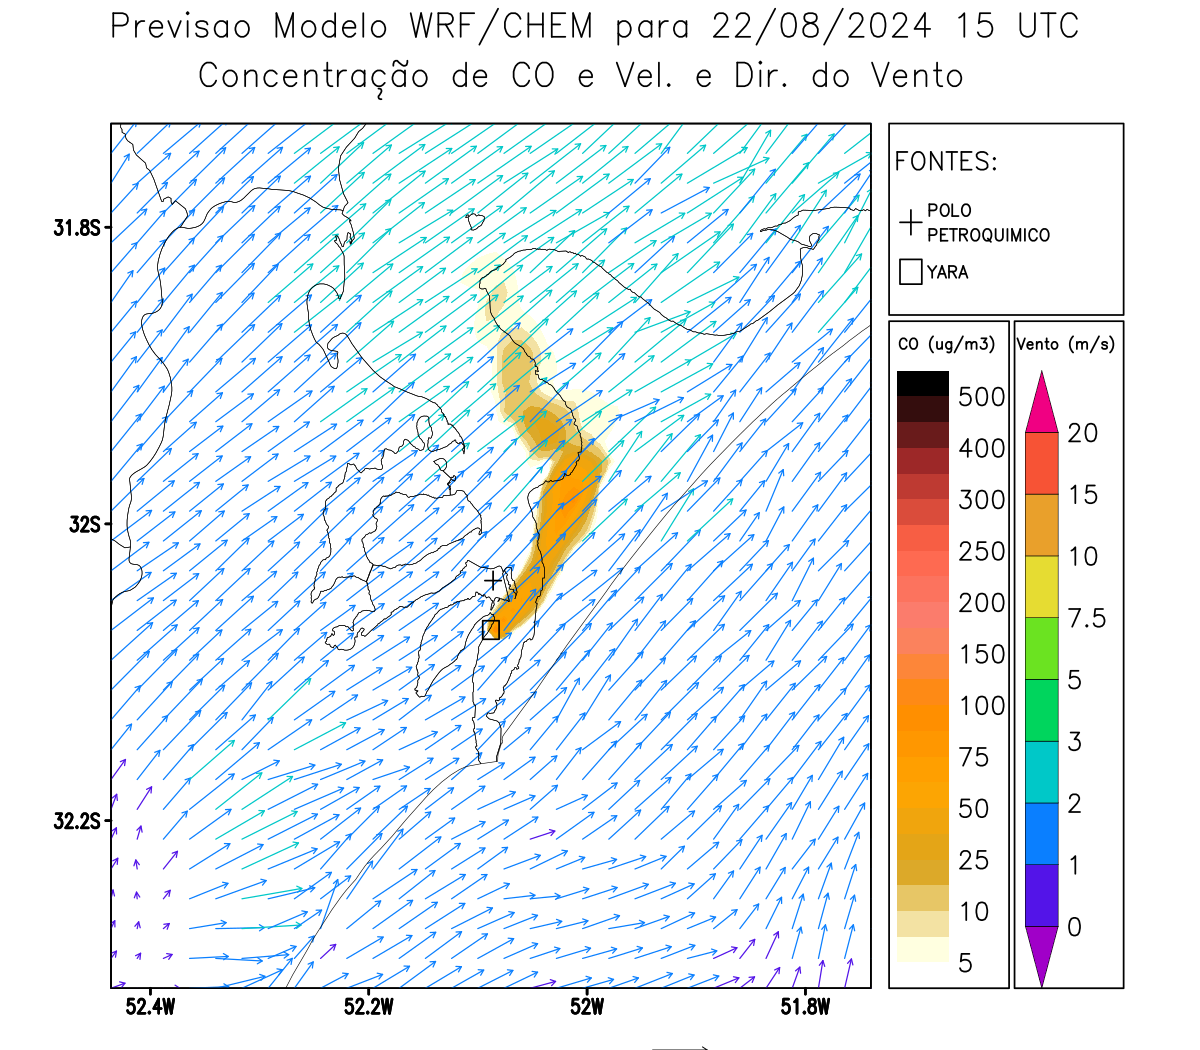 Previsao Modelo WRF/CHEM para 22/08/2024 15 UTC
Concentração de CO e Vel. e Dir. do Vento
FONTES:
POLO
PETROQUIMICO
YARA
CO (ug/m3)
500
400
300
250
200
150
100
75
50
25
10
5
Vento (m/s)
20
15
10
7.5
5
3
2
1
0
31.8S
32S
32.2S
52.4W
52.2W
52W
51.8W